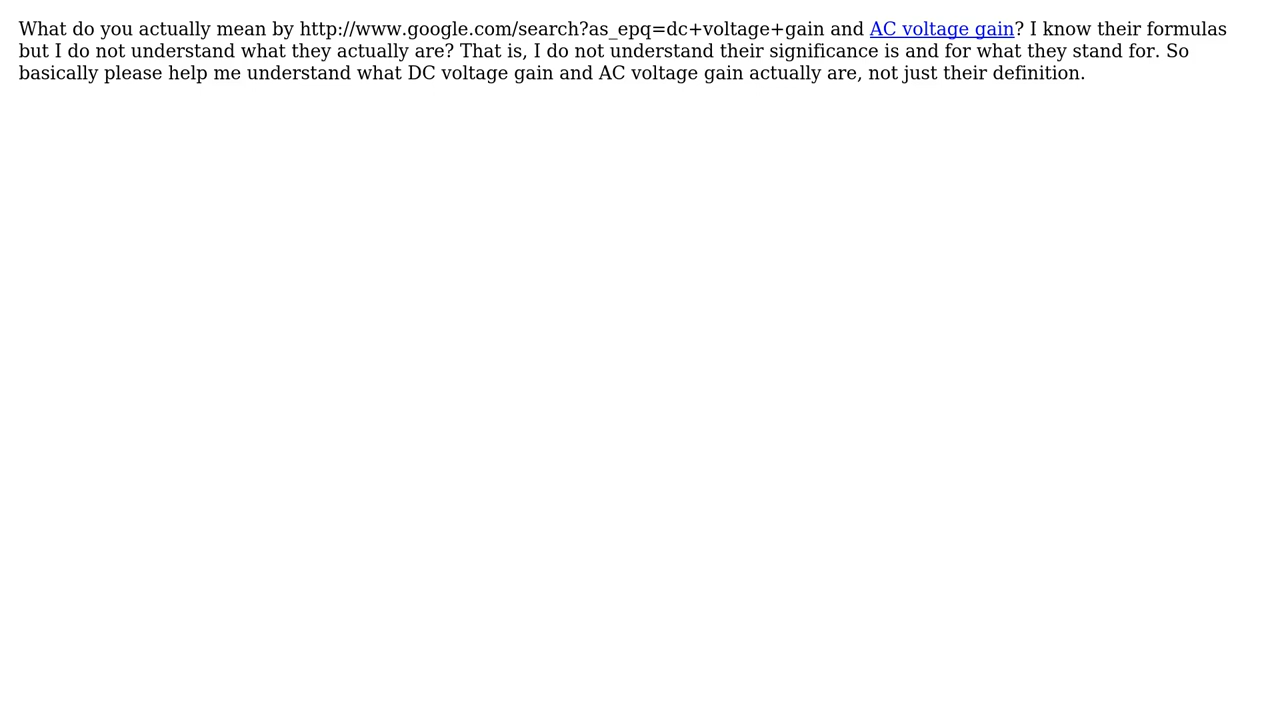 What do you actually mean by http://www.google.com/search?as_epq=dc+voltage+gain and AC voltage gain? I know their formulas
but I do not understand what they actually are? That is, I do not understand their significance is and for what they stand for. So
basically please help me understand what DC voltage gain and AC voltage gain actually are, not just their definition.